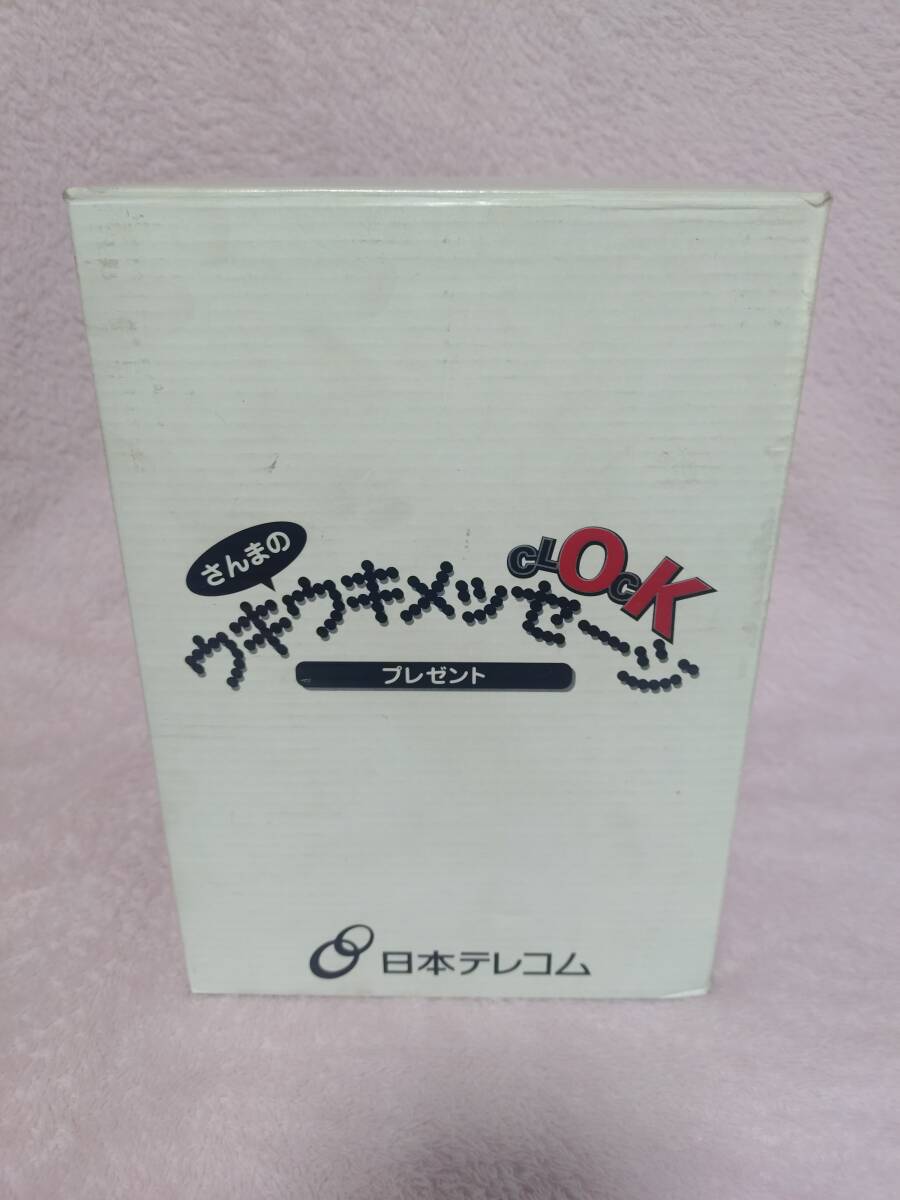 さんまの
ウキウキメッセージ
CLOCK
プレゼント
日本テレコム